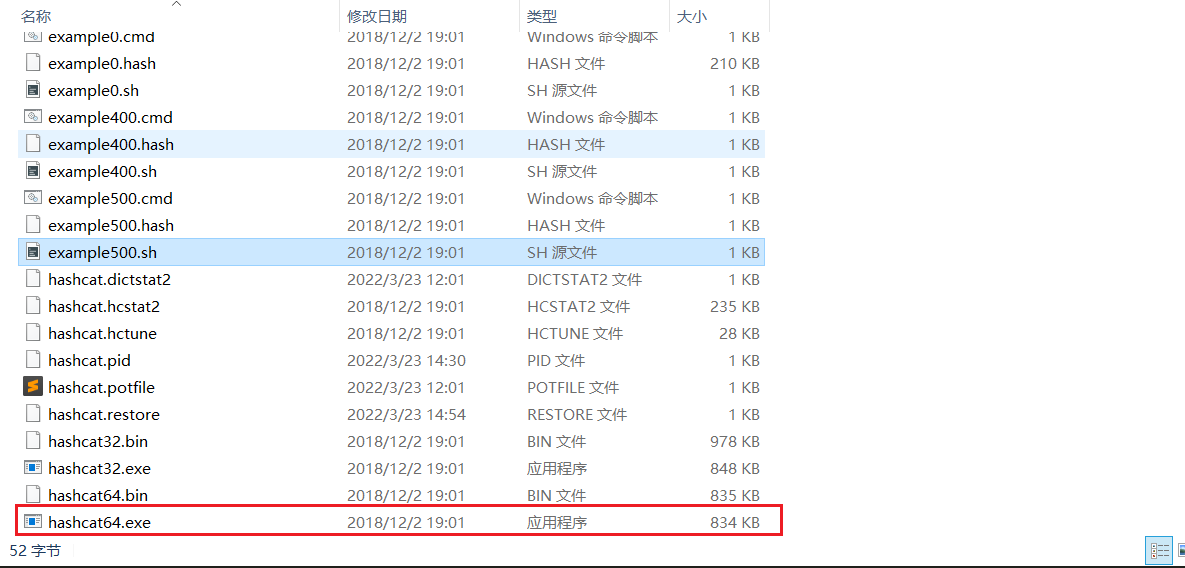 名称 修改日期 类型 大小
example0.cmd 2018/12/2 19:01 Windows 命令脚本 1 KB
example0.hash 2018/12/2 19:01 HASH 文件 210 KB
example0.sh 2018/12/2 19:01 SH 源文件 1 KB
example400.cmd 2018/12/2 19:01 Windows 命令脚本 1 KB
example400.hash 2018/12/2 19:01 HASH 文件 1 KB
example400.sh 2018/12/2 19:01 SH 源文件 1 KB
example500.cmd 2018/12/2 19:01 Windows 命令脚本 1 KB
example500.hash 2018/12/2 19:01 HASH 文件 1 KB
example500.sh 2018/12/2 19:01 SH 源文件 1 KB
hashcat.dictstat2 2022/3/23 12:01 DICTSTAT2 文件 1 KB
hashcat.hcstat2 2018/12/2 19:01 HCSTAT2 文件 235 KB
hashcat.hctune 2018/12/2 19:01 HCTUNE 文件 28 KB
hashcat.pid 2022/3/23 14:30 PID 文件 1 KB
hashcat.potfile 2022/3/23 12:01 POTFILE 文件 1 KB
hashcat.restore 2022/3/23 14:54 RESTORE 文件 1 KB
hashcat32.bin 2018/12/2 19:01 BIN 文件 978 KB
hashcat32.exe 2018/12/2 19:01 应用程序 848 KB
hashcat64.bin 2018/12/2 19:01 BIN 文件 835 KB
hashcat64.exe 2018/12/2 19:01 应用程序 834 KB
52 字节